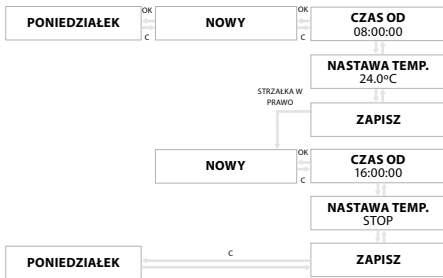 PONIEDZIAŁEK
OK
C
NOWY
OK
C
CZAS OD
08:00:00
NASTAWA TEMP.
24.0ºC
STRZAŁKA W
PRAWO
ZAPISZ
NOWY
OK
C
CZAS OD
16:00:00
NASTAWA TEMP.
STOP
PONIEDZIAŁEK
C
ZAPISZ